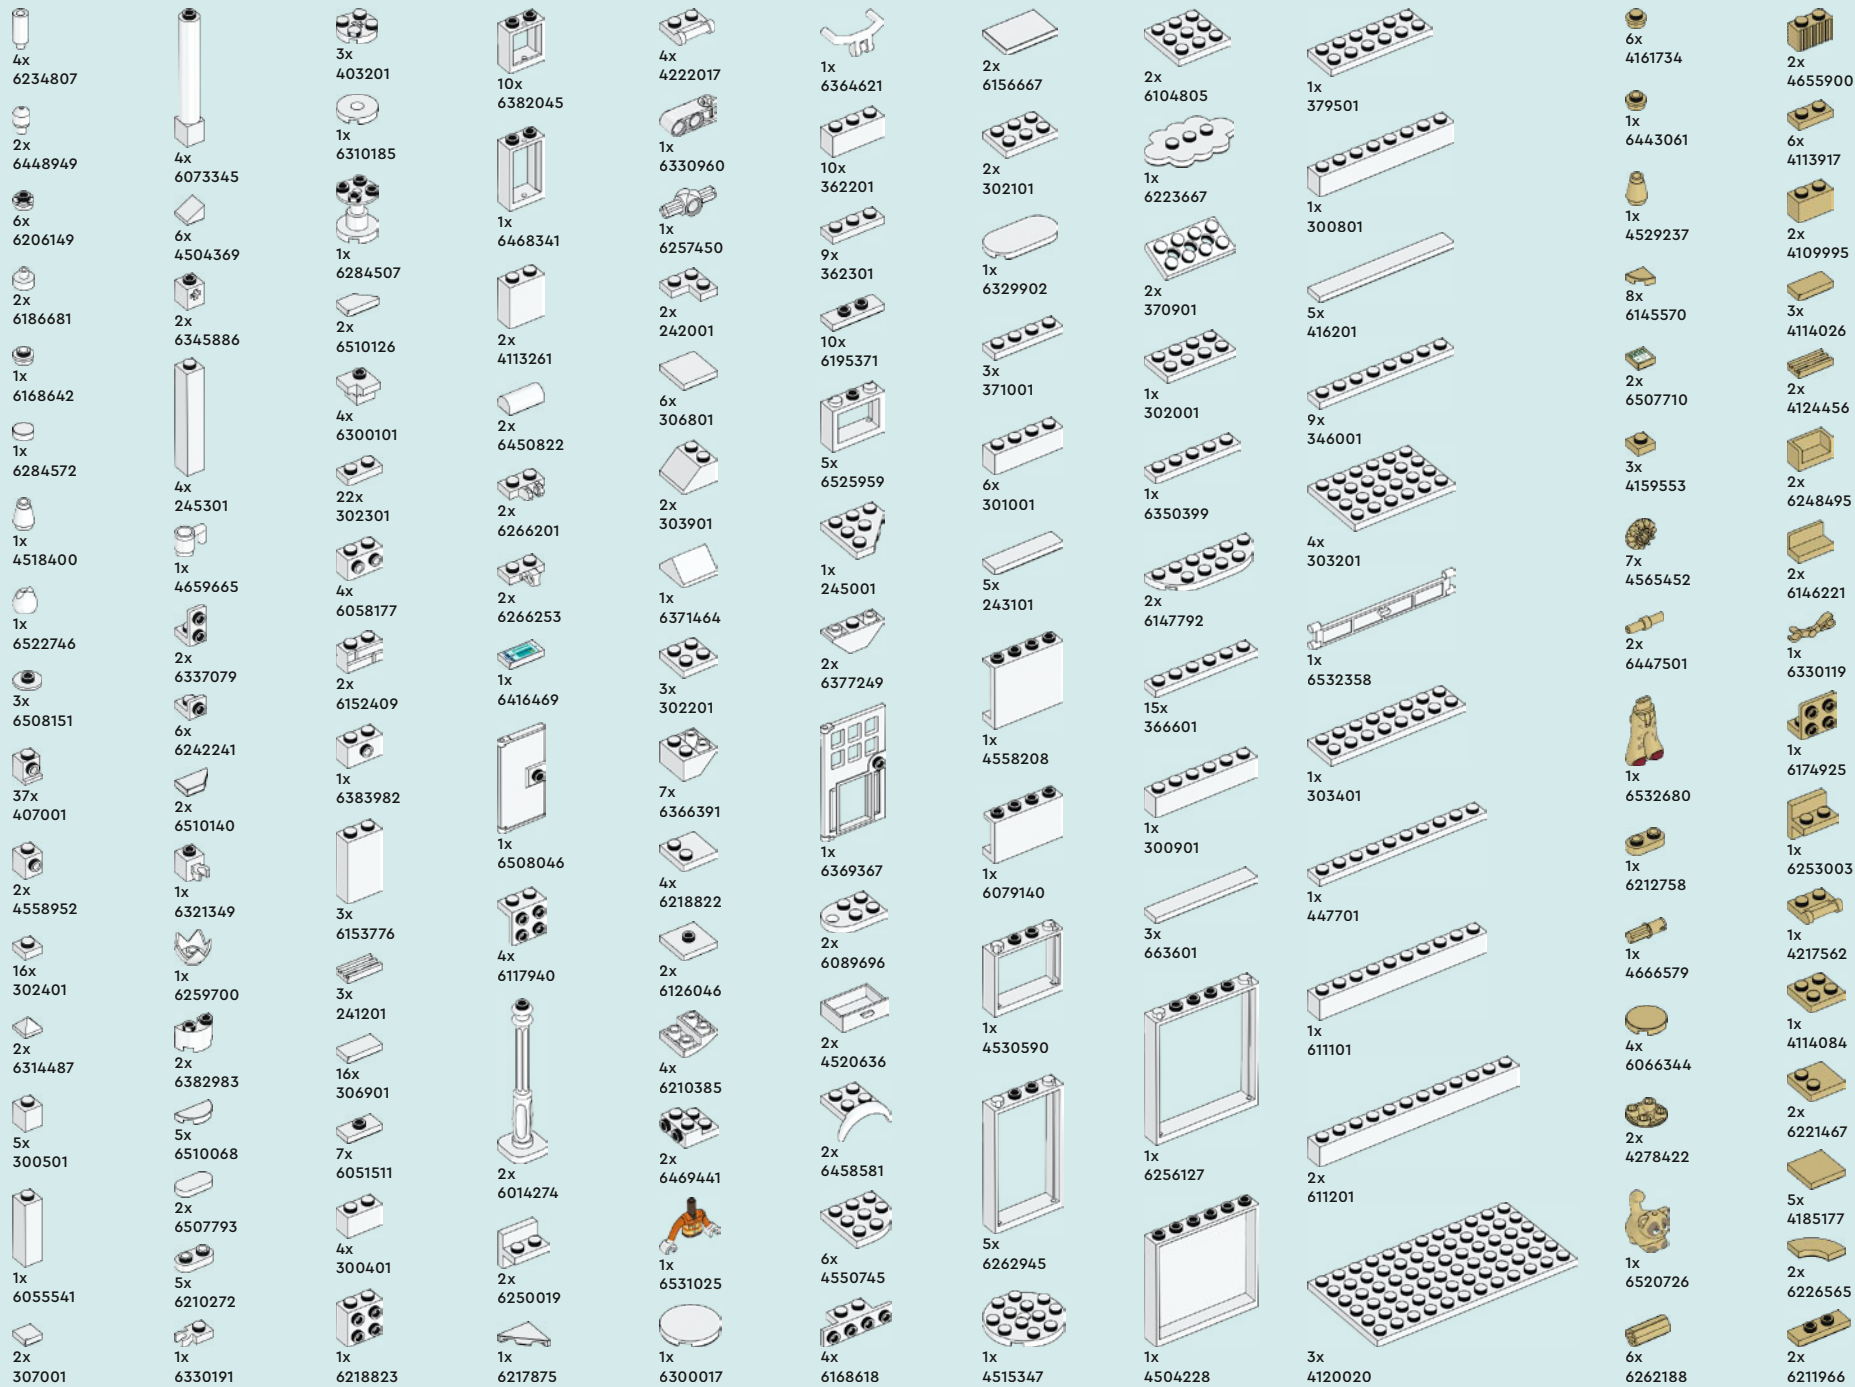 4x
6234807
2x
6448949
6x
6206149
2x
6186681
1x
6168642
1x
6284572
1x
4518400
1x
6522746
3x
6508151
37x
407001
2x
4558952
16x
302401
2x
6314487
5x
300501
1x
6055541
2x
307001
4x
6073345
6x
4504369
2x
6345886
4x
245301
1x
4659665
2x
6337079
6x
6242241
2x
6510140
1x
6321349
1x
6259700
2x
6382983
5x
6510068
2x
6507793
5x
6210272
1x
6330191
3x
403201
1x
6310185
1x
6284507
2x
6510126
4x
6300101
22x
302301
4x
6058177
2x
6152409
1x
6383982
3x
6153776
3x
241201
16x
306901
7x
6051511
4x
300401
1x
6218823
10x
6382045
1x
6468341
2x
4113261
2x
6450822
2x
6266201
2x
6266253
1x
6416469
1x
6508046
4x
6117940
2x
6014274
2x
6250019
1x
6217875
4x
4222017
1x
6330960
1x
6257450
2x
242001
6x
306801
2x
303901
1x
6371464
3x
302201
7x
6366391
4x
6218822
2x
6126046
4x
6210385
2x
6469441
1x
6531025
1x
6300017
1x
6364621
10x
362201
9x
362301
10x
6195371
5x
6525959
1x
245001
2x
6377249
1x
6369367
2x
6089696
2x
4520636
2x
6458581
6x
4550745
4x
6168618
2x
6156667
2x
302101
1x
6329902
3x
371001
6x
301001
5x
243101
1x
4558208
1x
6079140
1x
4530590
5x
6262945
1x
4515347
2x
6104805
1x
6223667
2x
370901
1x
302001
1x
6350399
2x
6147792
15x
366601
1x
300901
3x
663601
1x
6256127
1x
4504228
1x
379501
1x
300801
5x
416201
9x
346001
4x
303201
1x
6532358
1x
303401
1x
447701
1x
611101
2x
611201
3x
4120020
6x
4161734
1x
6443061
1x
4529237
8x
6145570
2x
6507710
3x
4159553
7x
4565452
2x
6447501
1x
6532680
1x
6212758
1x
4666579
4x
6066344
2x
4278422
1x
6520726
6x
6262188
2x
4655900
6x
4113917
2x
4109995
3x
4114026
2x
4124456
2x
6248495
2x
6146221
1x
6330119
1x
6174925
1x
6253003
1x
4217562
1x
4114084
2x
6221467
5x
4185177
2x
6226565
2x
6211966